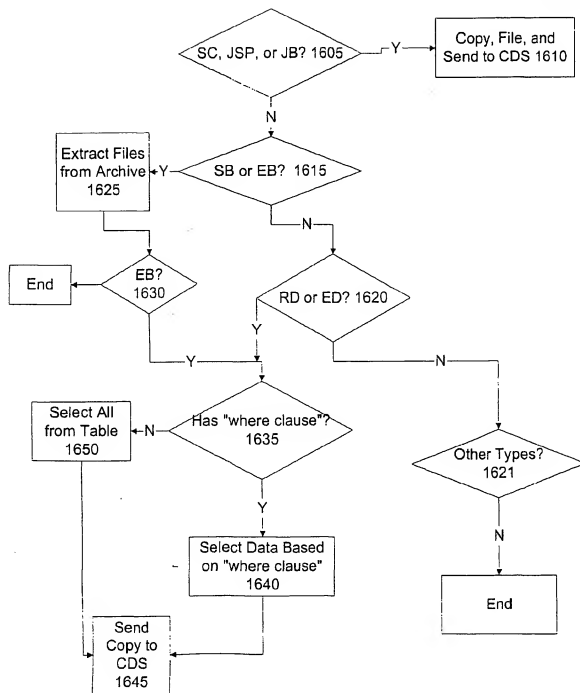 SC, JSP, or JB? 1605
Y
Copy, File, and
Send to CDS 1610
N
Extract Files
from Archive
1625
Y
SB or EB? 1615
N
End
EB?
1630
RD or ED? 1620
Y
Y
N
Select All
from Table
1650
N
Has "where clause"?
1635
Other Types?
1621
Y
N
Select Data Based
on "where clause"
1640
End
Send
Copy to
CDS
1645